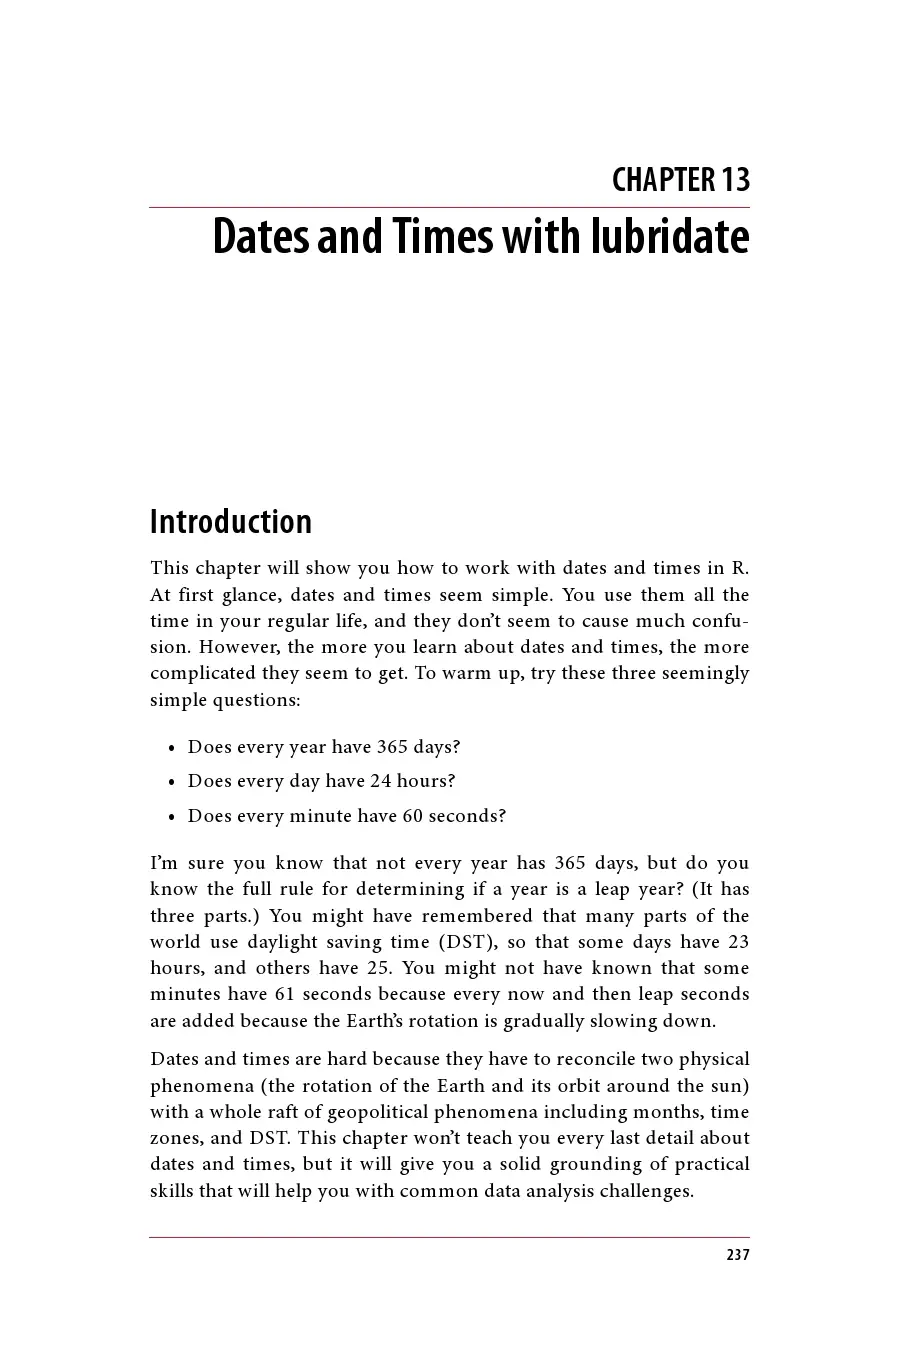 CHAPTER 13
Dates and Times with lubridate
Introduction
This chapter will show you how to work with dates and times in R.
At first glance, dates and times seem simple. You use them all the
time in your regular life, and they don’t seem to cause much confu-
sion. However, the more you learn about dates and times, the more
complicated they seem to get. To warm up, try these three seemingly
simple questions:
• Does every year have 365 days?
• Does every day have 24 hours?
• Does every minute have 60 seconds?
I’m sure you know that not every year has 365 days, but do you
know the full rule for determining if a year is a leap year? (It has
three parts.) You might have remembered that many parts of the
world use daylight saving time (DST), so that some days have 23
hours, and others have 25. You might not have known that some
minutes have 61 seconds because every now and then leap seconds
are added because the Earth’s rotation is gradually slowing down.
Dates and times are hard because they have to reconcile two physical
phenomena (the rotation of the Earth and its orbit around the sun)
with a whole raft of geopolitical phenomena including months, time
zones, and DST. This chapter won’t teach you every last detail about
dates and times, but it will give you a solid grounding of practical
skills that will help you with common data analysis challenges.
237